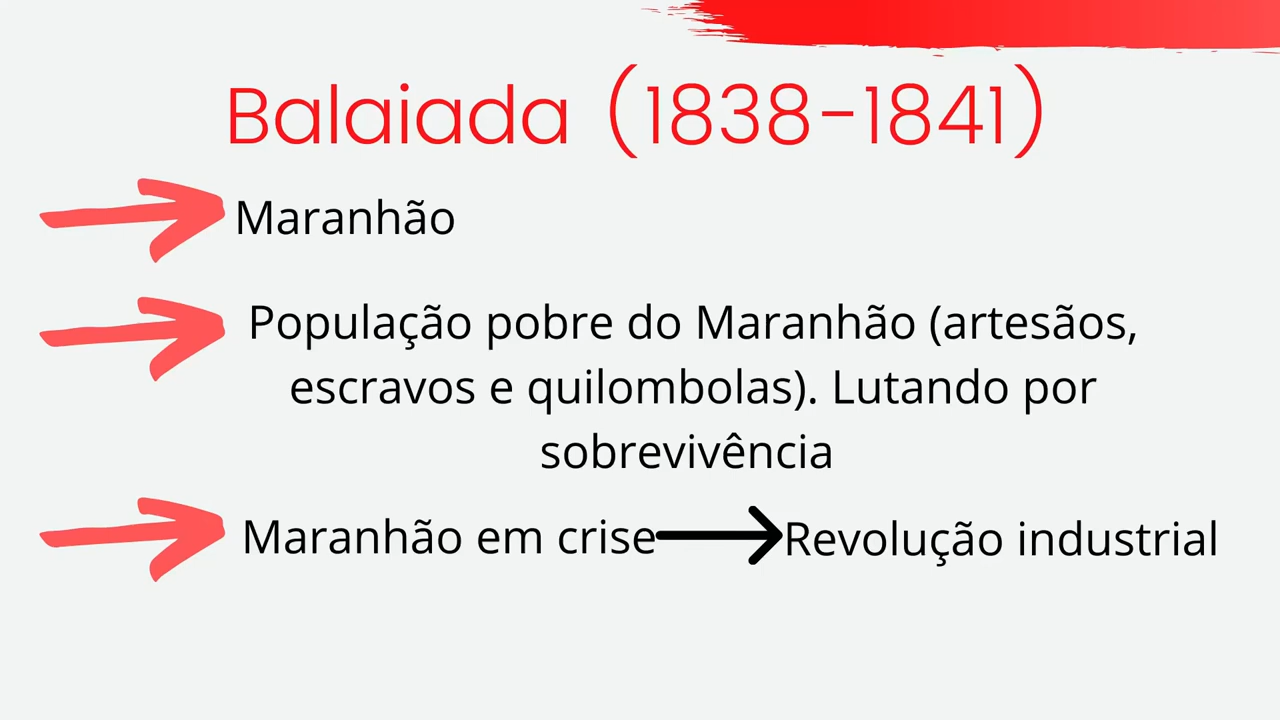 Balaiada (1838-1841)
Maranhão
População pobre do Maranhão (artesãos,
escravos e quilombolas). Lutando por
sobrevivência
Maranhão em crise Revolução industrial